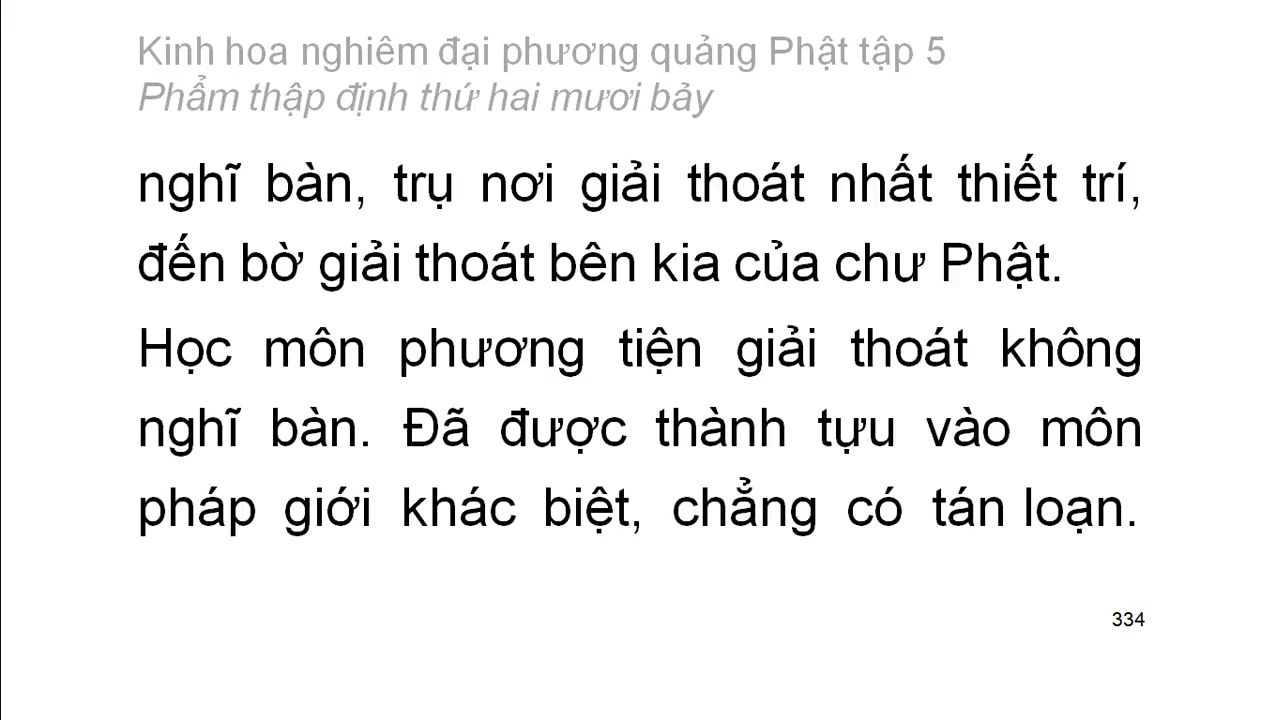 Kinh hoa nghiêm đại phương quảng Phật tập 5
Phẩm thập định thứ hai mươi bảy
nghĩ bàn, trụ nơi giải thoát nhất thiết trí,
đến bờ giải thoát bên kia của chư Phật.
Học môn phương tiện giải thoát không
nghĩ bàn. Đã được thành tựu vào môn
pháp giới khác biệt, chẳng có tán loạn.
334